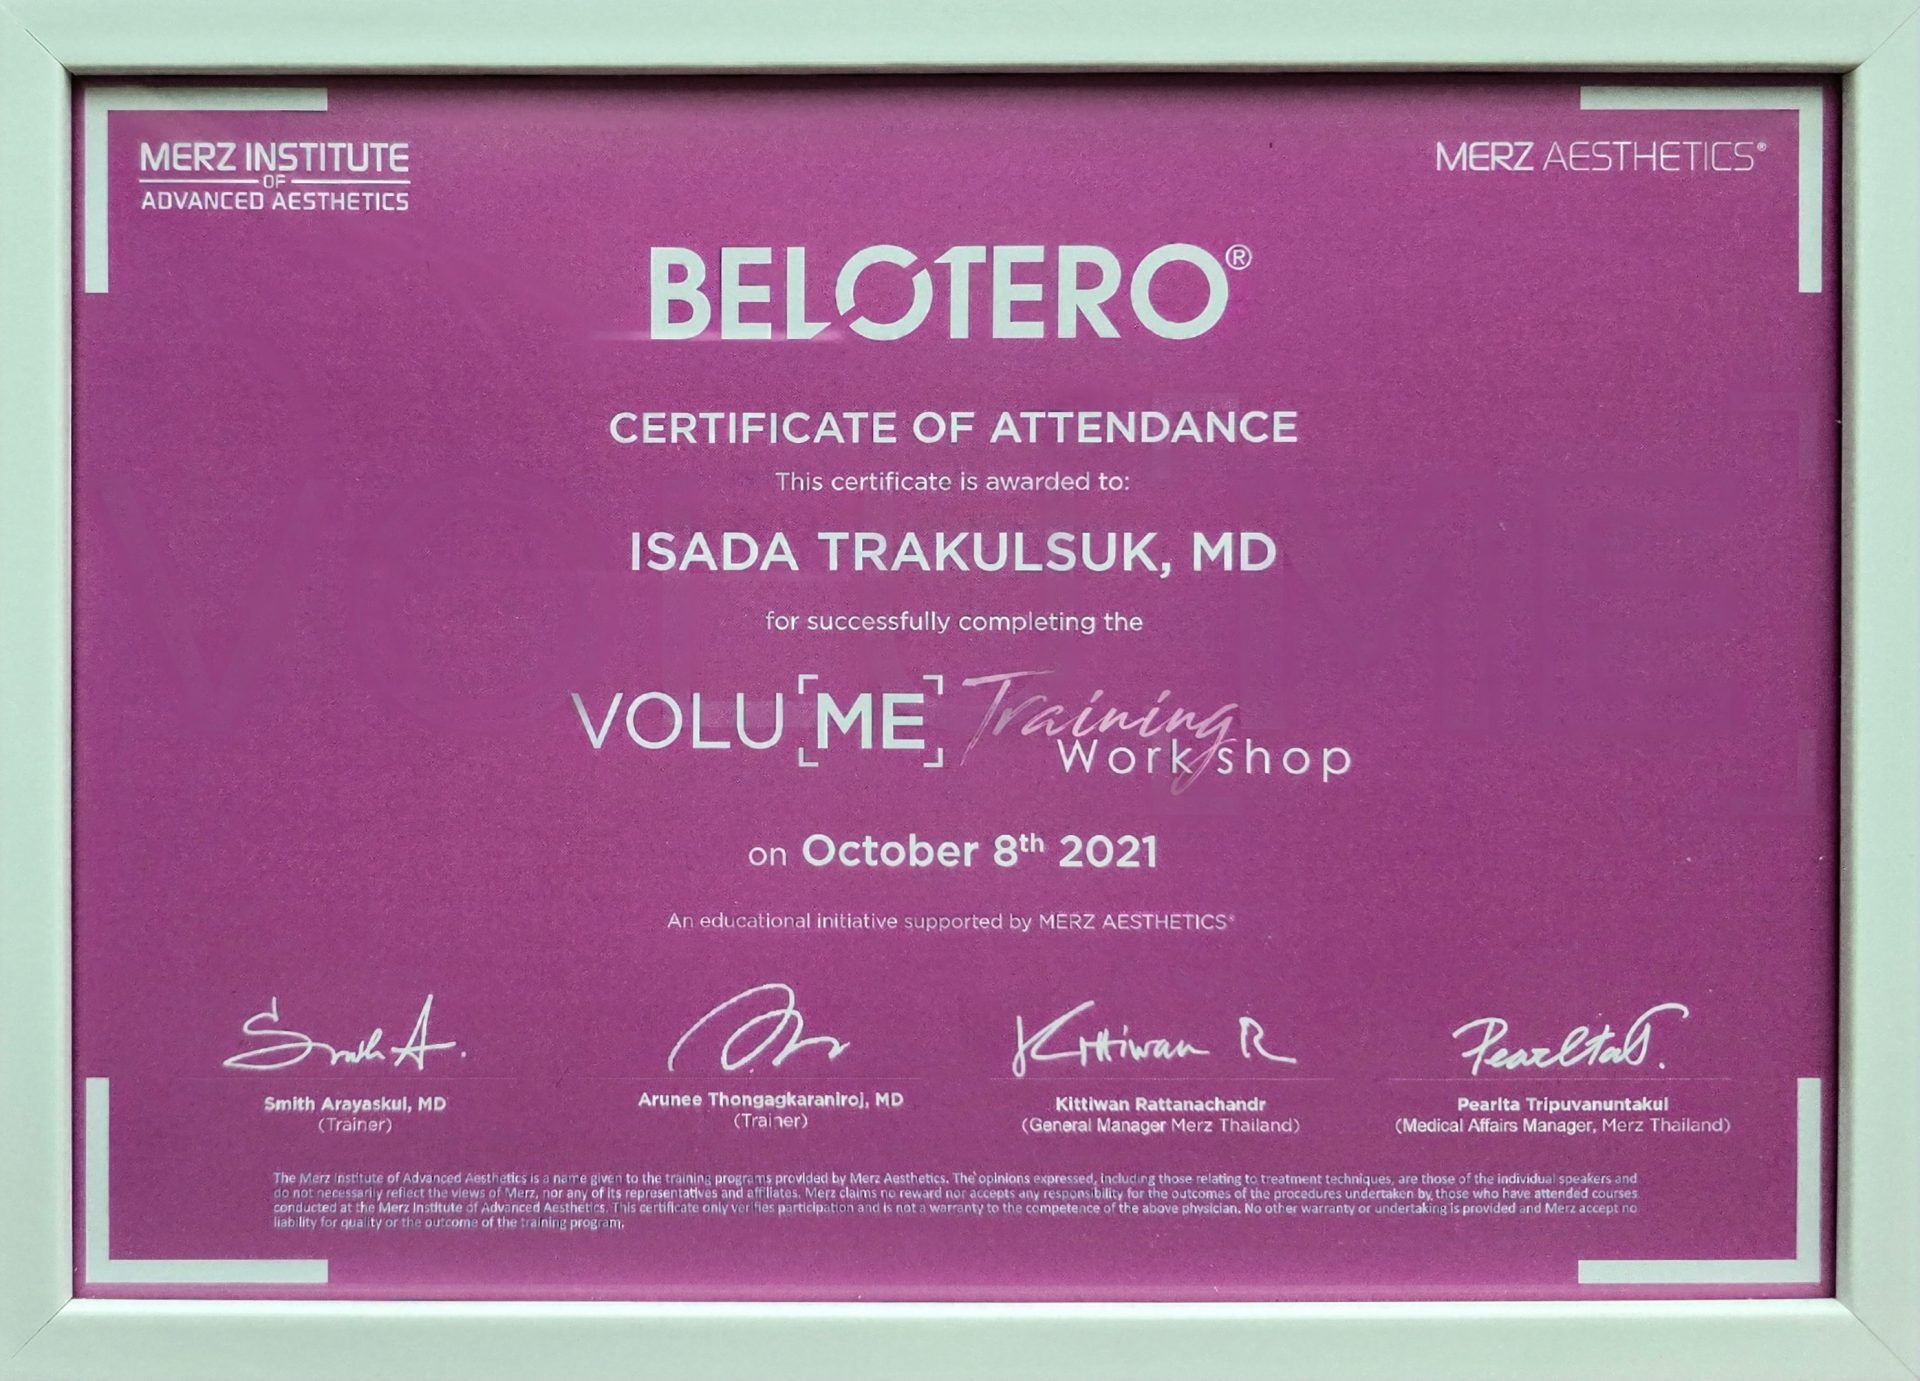 MERZ INSTITUTE
OF
ADVANCED AESTHETICS
MERZ AESTHETICS®
BELOTERO®
CERTIFICATE OF ATTENDANCE
This certificate is awarded to:
ISADA TRAKULSUK, MD
for successfully completing the
VOLU[ME] Training
Workshop
on October 8th 2021
An educational initiative supported by MERZ AESTHETICS®
Smith A.
Kittiwan R
Pearlta T.
Smith Arayaskul, MD
(Trainer)
Arunee Thongagkaraniroj, MD
(Trainer)
Kittiwan Rattanachandr
(General Manager Merz Thailand)
Pearlta Tripuvanuntakul
(Medical Affairs Manager, Merz Thailand)
The Merz Institute of Advanced Aesthetics is a name given to the training programs provided by Merz Aesthetics. The opinions expressed, including those relating to treatment techniques, are those of the individual speakers and
do not necessarily reflect the views of Merz, nor any of its representatives and affiliates. Merz claims no reward nor accepts any responsibility for the outcomes of the procedures undertaken by those who have attended courses
conducted at the Merz Institute of Advanced Aesthetics. This certificate only verifies participation and is not a warranty to the competence of the above physician. No other warranty or undertaking is provided and Merz accept no
liability for quality or the outcome of the training program.